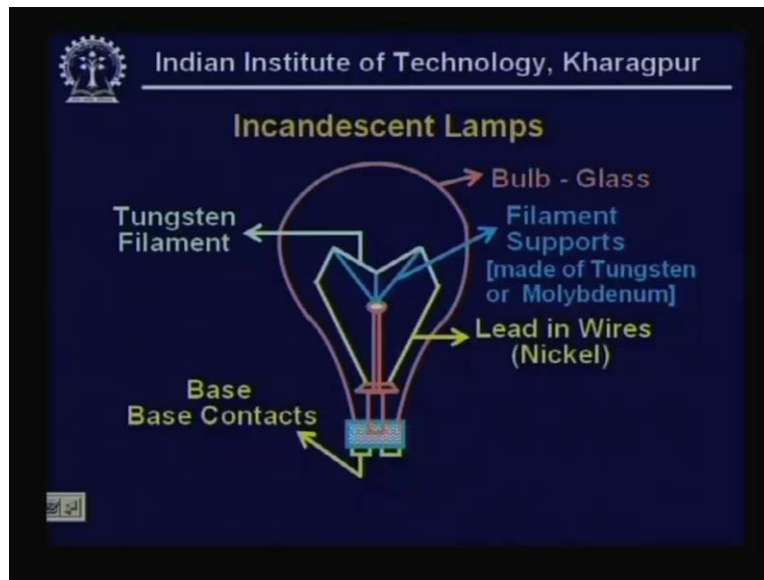 Indian Institute of Technology, Kharagpur
Incandescent Lamps
Bulb - Glass
Tungsten
Filament
Filament
Supports
[made of Tungsten
or Molybdenum]
Lead in Wires
(Nickel)
Base
Base Contacts